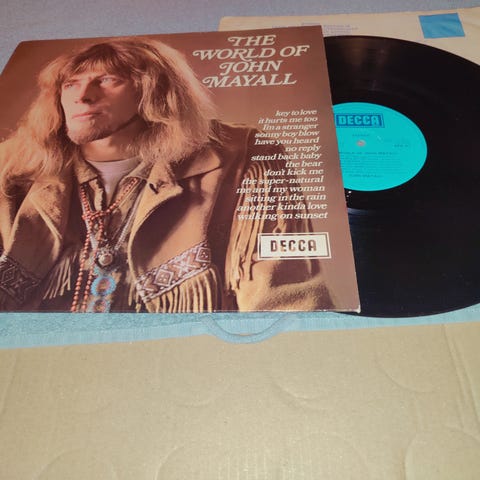 THE
WORLD OF
JOHN
MAYALL
key to love
it hurts me too
I'm a stranger
sonny boy blow
have you heard
no reply
stand back baby
the bear
don't kick me
the super-natural
me and my woman
sitting in the rain
another kinda love
walking on sunset
DECCA
DECCA